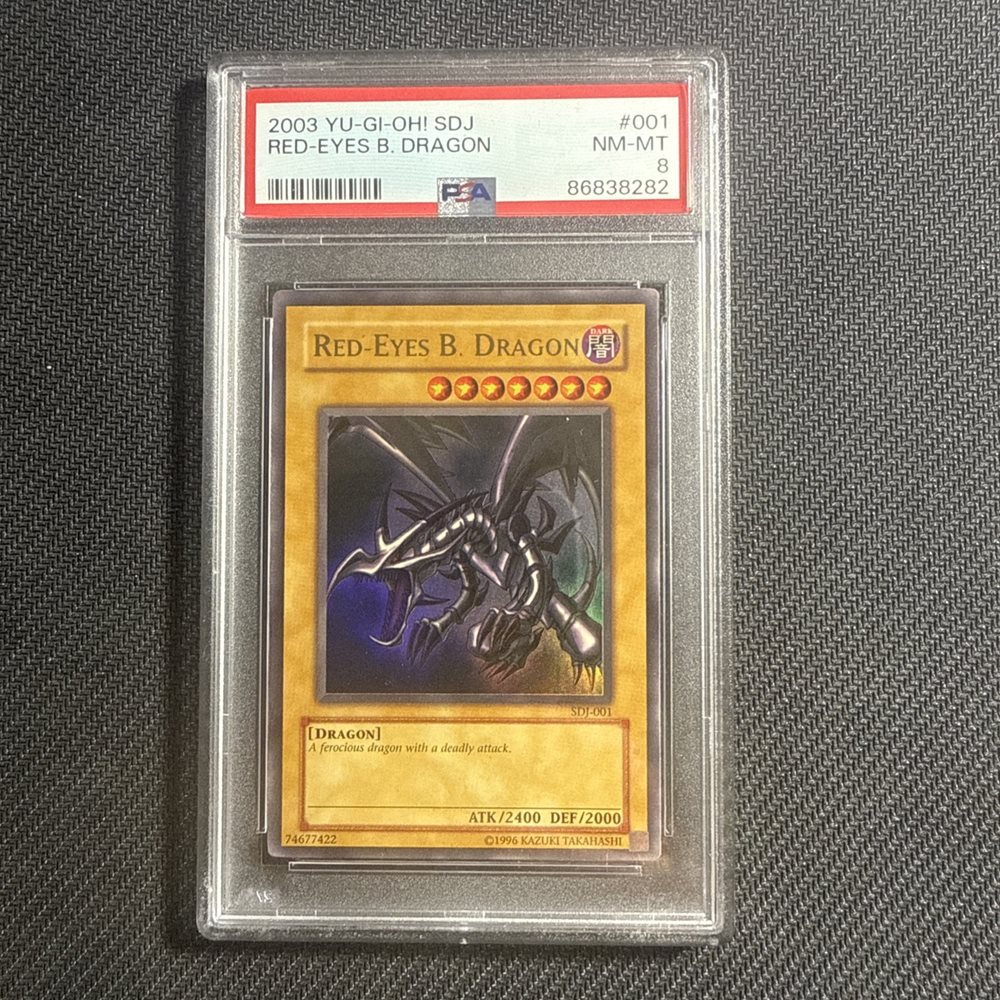 2003 YU-GI-OH! SDJ #001
RED-EYES B. DRAGON NM-MT
8
PSA 86838282
RED-EYES B. DRAGON DARK 闇
SDJ-001
[DRAGON]
A ferocious dragon with a deadly attack.
ATK/2400 DEF/2000
74677422 ©1996 KAZUKI TAKAHASHI